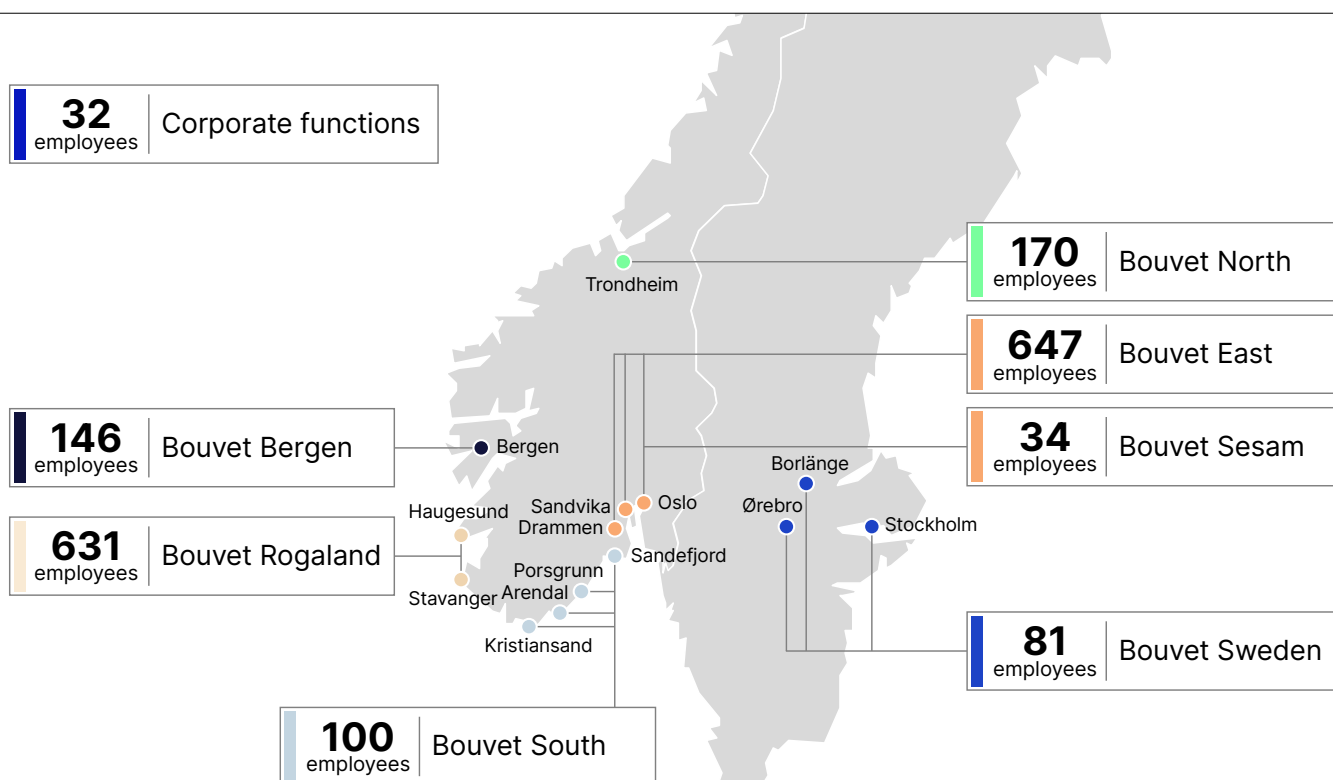 32
employees
Corporate functions
170
employees
Bouvet North
Trondheim
647
employees
Bouvet East
146
employees
Bouvet Bergen
Bergen
34
employees
Bouvet Sesam
Borlänge
Ørebro
Stockholm
Haugesund
Sandvika
Oslo
Drammen
631
employees
Bouvet Rogaland
Sandefjord
Porsgrunn
Stavanger
Arendal
Kristiansand
81
employees
Bouvet Sweden
100
employees
Bouvet South